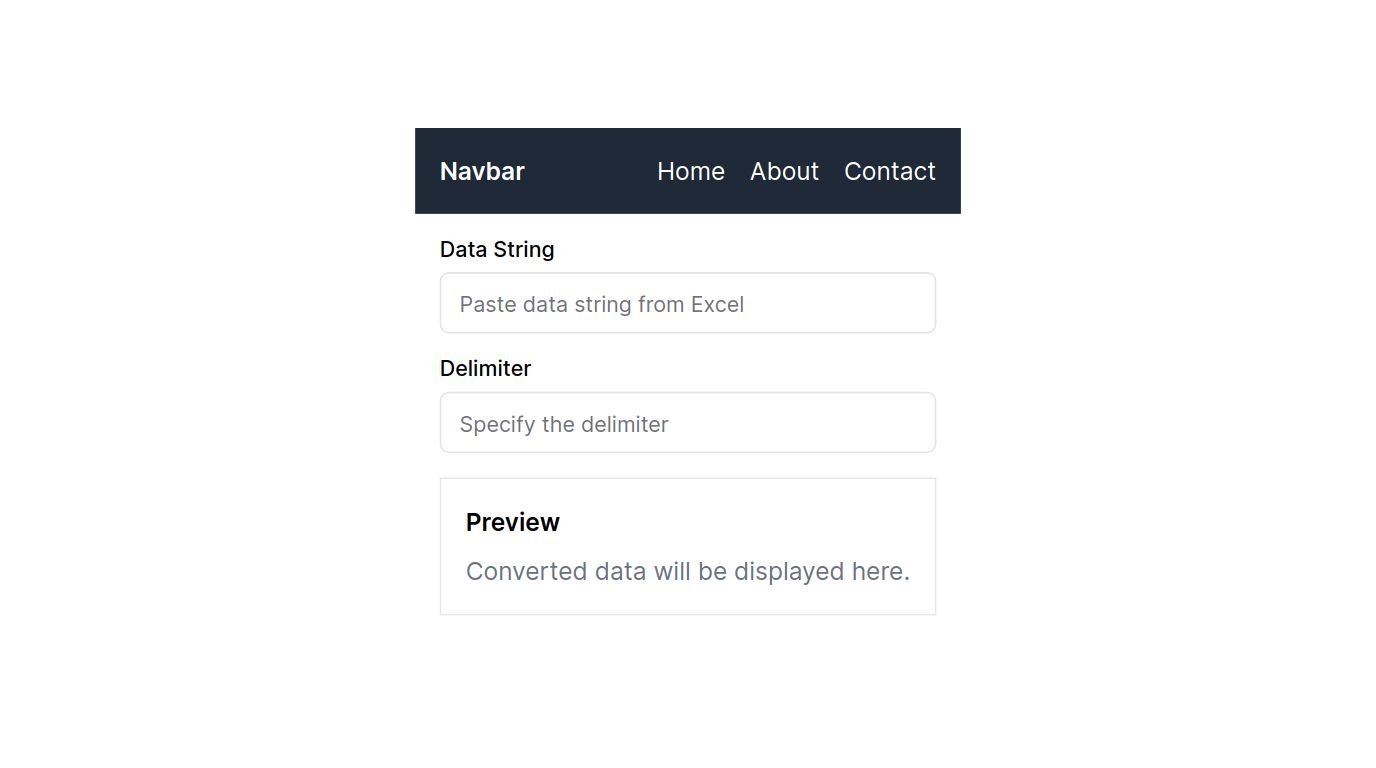 Navbar Home About Contact
Data String
Paste data string from Excel
Delimiter
Specify the delimiter
Preview
Converted data will be displayed here.